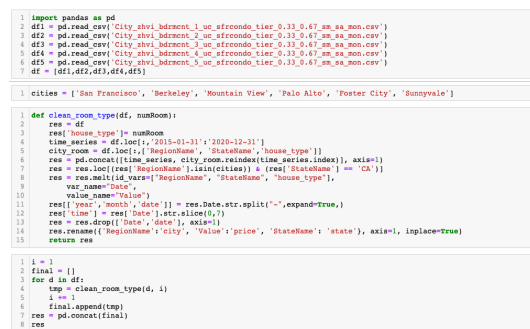 1 import pandas as pd
2 df1 = pd.read_csv('City_zhvi_bdrmcnt_1_uc_sfrcondo_tier_0.33_0.67_sm_sa_mon.csv')
3 df2 = pd.read_csv('City_zhvi_bdrmcnt_2_uc_sfrcondo_tier_0.33_0.67_sm_sa_mon.csv')
4 df3 = pd.read_csv('City_zhvi_bdrmcnt_3_uc_sfrcondo_tier_0.33_0.67_sm_sa_mon.csv')
5 df4 = pd.read_csv('City_zhvi_bdrmcnt_4_uc_sfrcondo_tier_0.33_0.67_sm_sa_mon.csv')
6 df5 = pd.read_csv('City_zhvi_bdrmcnt_5_uc_sfrcondo_tier_0.33_0.67_sm_sa_mon.csv')
7 df = [df1,df2,df3,df4,df5]
1 cities = ['San Francisco', 'Berkeley', 'Mountain View', 'Palo Alto', 'Foster City', 'Sunnyvale']
1 def clean_room_type(df, numRoom):
2 res = df
3 res['house_type']= numRoom
4 time_series = df.loc[:,'2015-01-31':'2020-12-31']
5 city_room = df.loc[:,['RegionName', 'StateName','house_type']]
6 res = pd.concat([time_series, city_room.reindex(time_series.index)], axis=1)
7 res = res.loc[(res['RegionName'].isin(cities)) & (res['StateName'] == 'CA')]
8 res = res.melt(id_vars=["RegionName", "StateName", "house_type"],
9 var_name="Date",
10 value_name="Value")
11 res[['year','month','date']] = res.Date.str.split("-",expand=True,)
12 res['time'] = res['Date'].str.slice(0,7)
13 res = res.drop(['Date','date'], axis=1)
14 res.rename({'RegionName':'city', 'Value':'price', 'StateName': 'state'}, axis=1, inplace=True)
15 return res
1 i = 1
2 final = []
3 for d in df:
4 tmp = clean_room_type(d, i)
5 i += 1
6 final.append(tmp)
7 res = pd.concat(final)
8 res